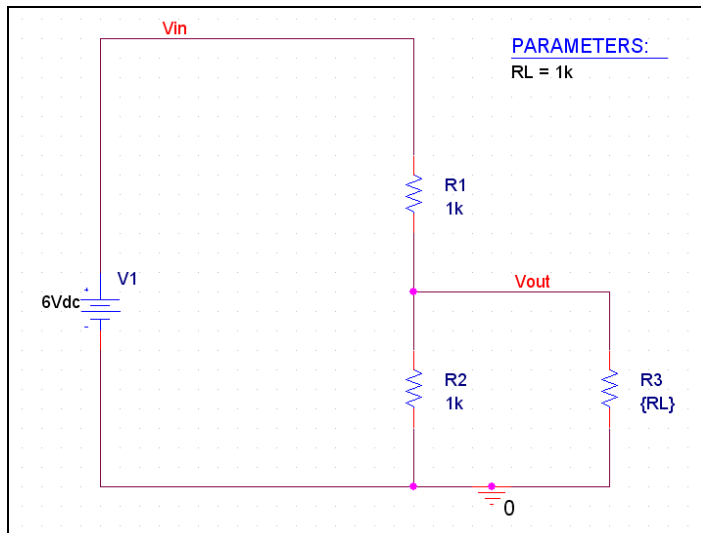 Vin
PARAMETERS:
RL = 1k
R1
1k
V1
6Vdc
+
-
Vout
R2
1k
R3
{RL}
0